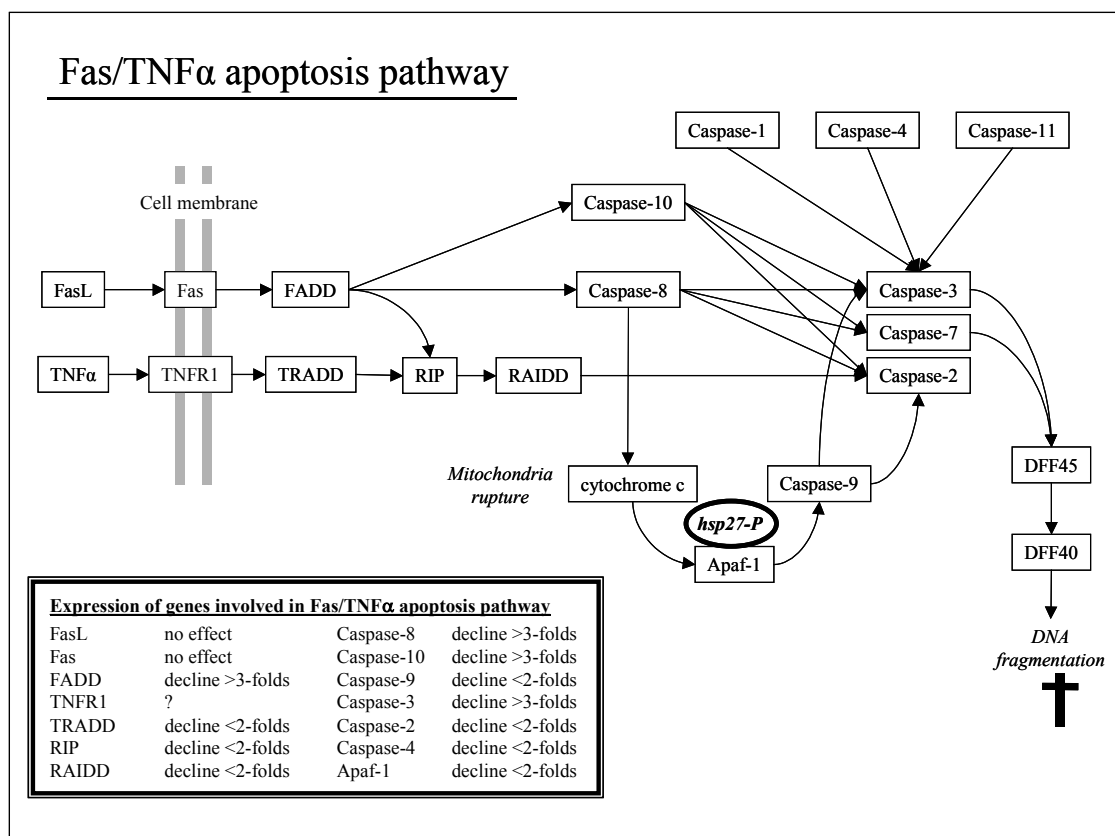 Fas/TNFα apoptosis pathway
Caspase-1
Caspase-4
Caspase-11
Cell membrane
Caspase-10
FasL
Fas
FADD
Caspase-8
Caspase-3
Caspase-7
TNFα
TNFR1
TRADD
RIP
RAIDD
Caspase-2
Mitochondria
rupture
cytochrome c
Caspase-9
DFF45
hsp27-P
Apaf-1
DFF40
DNA
fragmentation
Expression of genes involved in Fas/TNFα apoptosis pathway
FasL no effect Caspase-8 decline >3-folds
Fas no effect Caspase-10 decline >3-folds
FADD decline >3-folds Caspase-9 decline <2-folds
TNFR1 ? Caspase-3 decline >3-folds
TRADD decline <2-folds Caspase-2 decline <2-folds
RIP decline <2-folds Caspase-4 decline <2-folds
RAIDD decline <2-folds Apaf-1 decline <2-folds